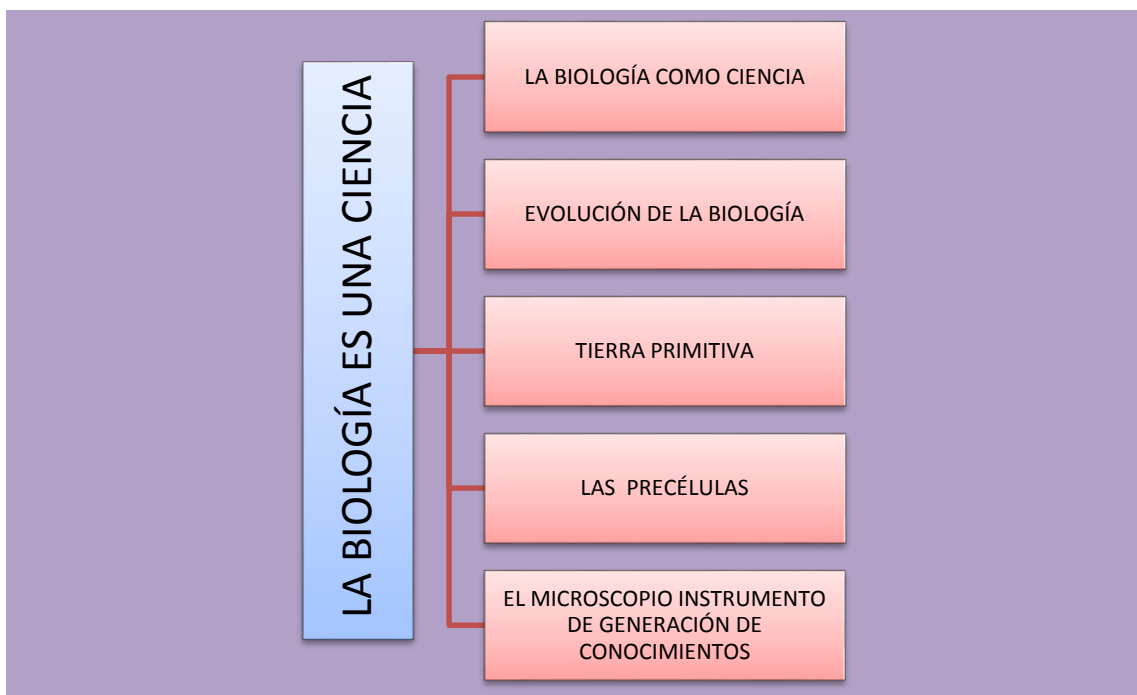 LA BIOLOGÍA ES UNA CIENCIA
LA BIOLOGÍA COMO CIENCIA
EVOLUCIÓN DE LA BIOLOGÍA
TIERRA PRIMITIVA
LAS  PRECÉLULAS
EL MICROSCOPIO INSTRUMENTO
DE GENERACIÓN DE
CONOCIMIENTOS